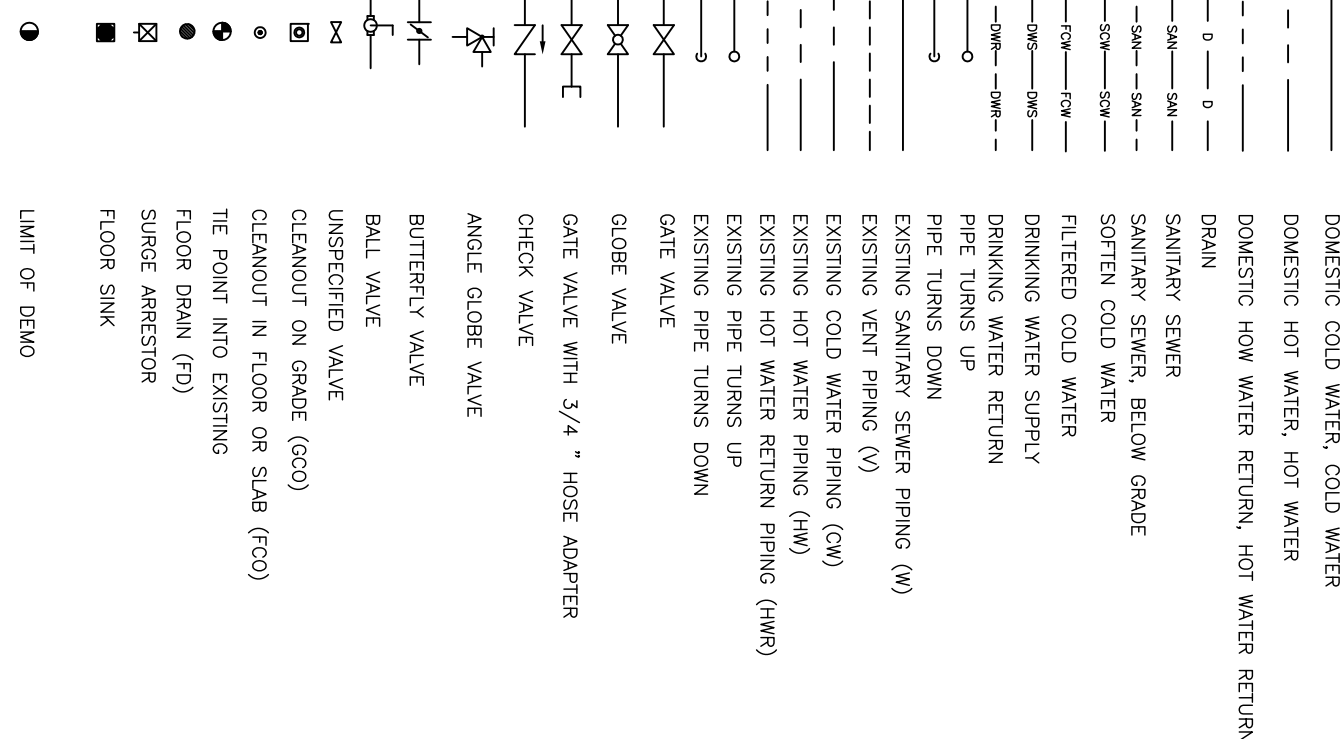 DOMESTIC COLD WATER, COLD WATER
DOMESTIC HOT WATER, HOT WATER
DOMESTIC HOW WATER RETURN, HOT WATER RETURN
D D DRAIN
SAN SAN SANITARY SEWER
SAN SAN SANITARY SEWER, BELOW GRADE
SCW SCW SOFTEN COLD WATER
FCW FCW FILTERED COLD WATER
DWS DWS DRINKING WATER SUPPLY
DWR DWR DRINKING WATER RETURN
PIPE TURNS UP
PIPE TURNS DOWN
EXISTING SANITARY SEWER PIPING (W)
EXISTING VENT PIPING (V)
EXISTING COLD WATER PIPING (CW)
EXISTING HOT WATER PIPING (HW)
EXISTING HOT WATER RETURN PIPING (HWR)
EXISTING PIPE TURNS UP
EXISTING PIPE TURNS DOWN
GATE VALVE
GLOBE VALVE
GATE VALVE WITH 3/4 " HOSE ADAPTER
CHECK VALVE
ANGLE GLOBE VALVE
BUTTERFLY VALVE
BALL VALVE
UNSPECIFIED VALVE
CLEANOUT ON GRADE (GCO)
CLEANOUT IN FLOOR OR SLAB (FCO)
TIE POINT INTO EXISTING
FLOOR DRAIN (FD)
SURGE ARRESTOR
FLOOR SINK
LIMIT OF DEMO